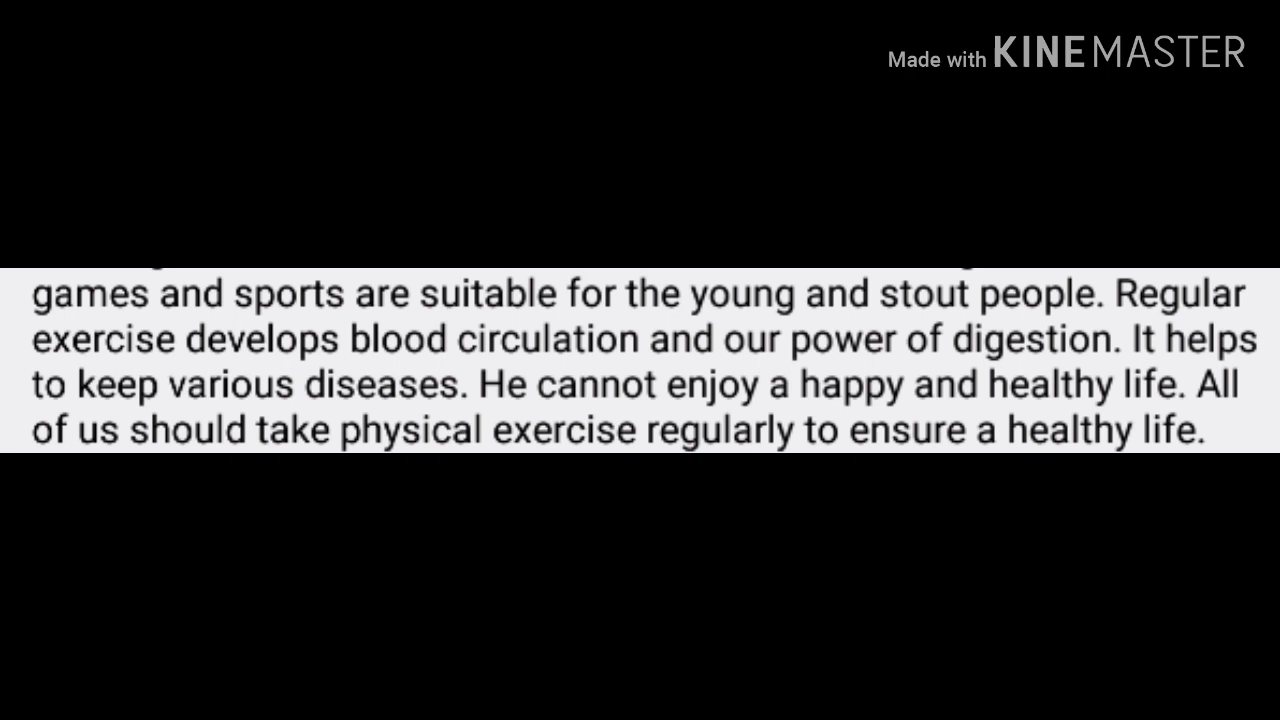 Made with KINEMASTER
games and sports are suitable for the young and stout people. Regular
exercise develops blood circulation and our power of digestion. It helps
to keep various diseases. He cannot enjoy a happy and healthy life. All
of us should take physical exercise regularly to ensure a healthy life.